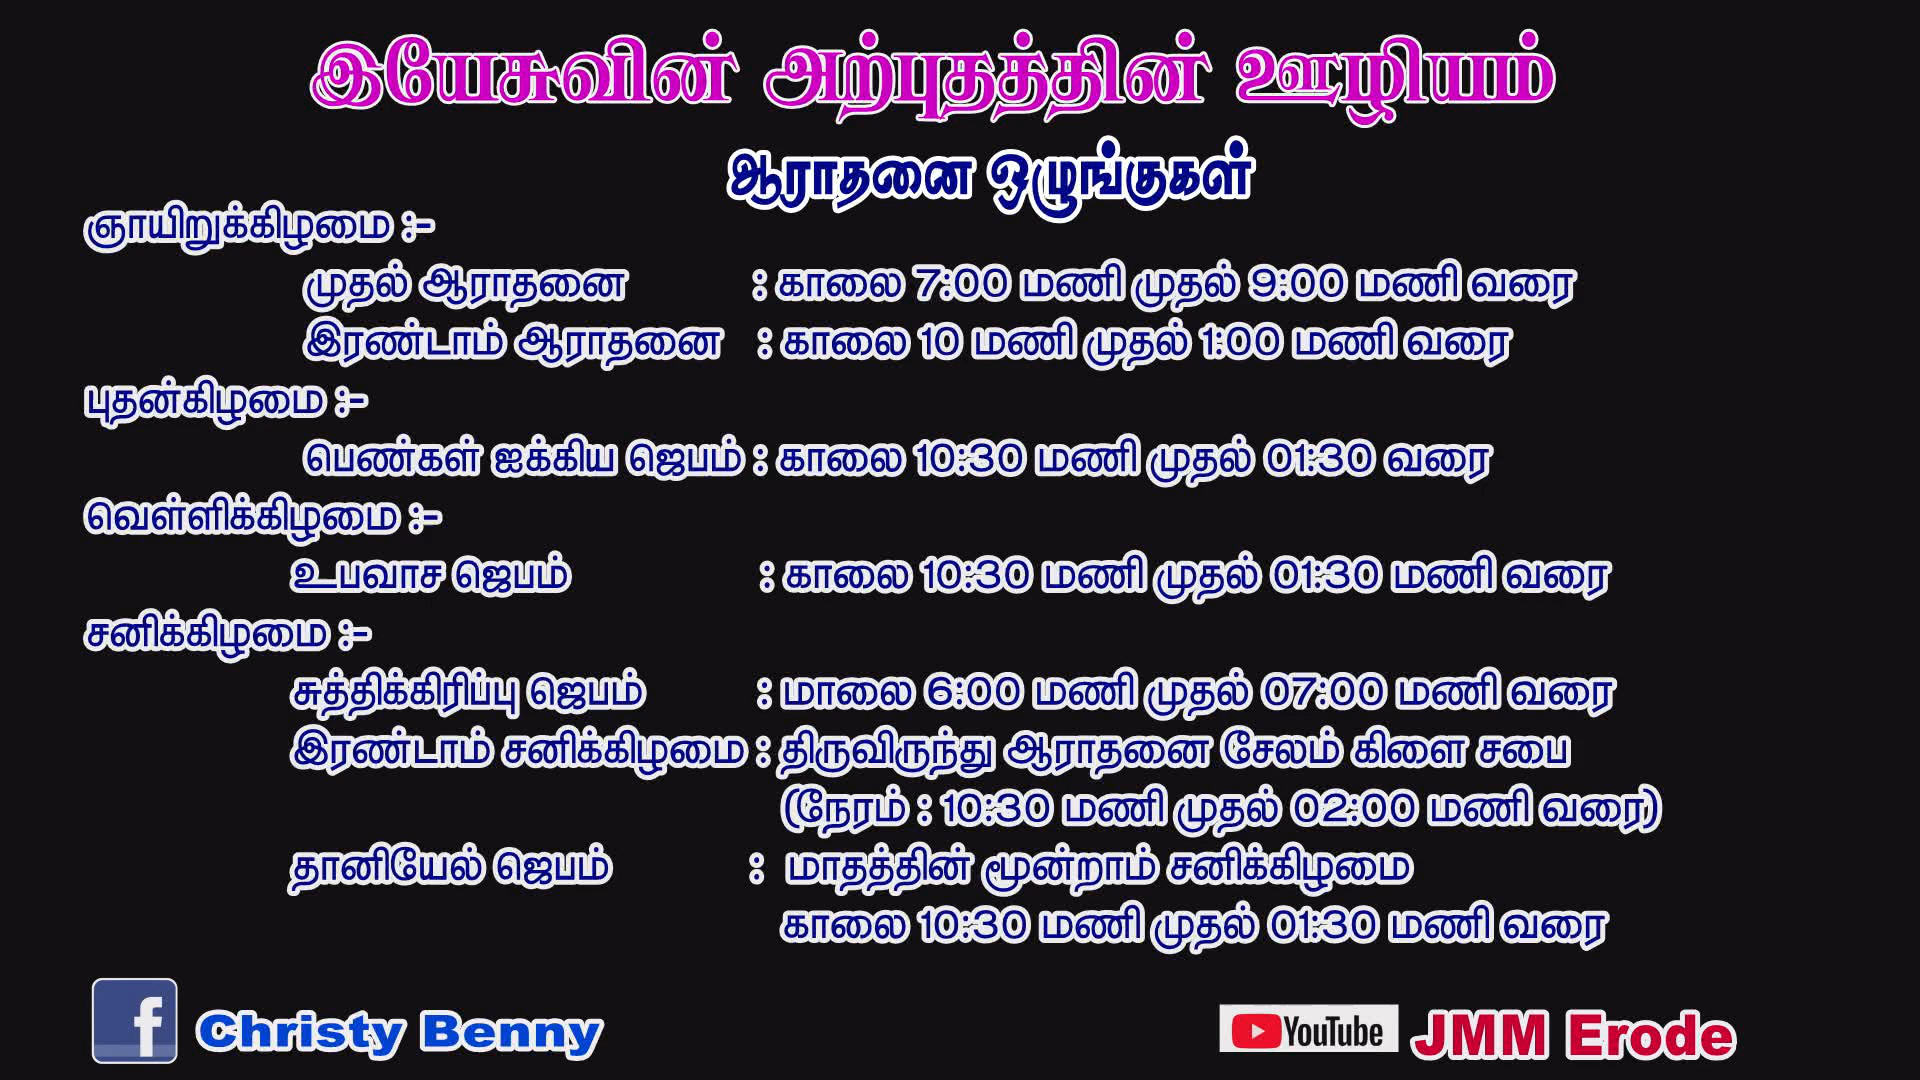 இயேசுவின் அற்புதத்தின் ஊழியம்
ஆராதனை ஒழுங்குகள்
ஞாயிறுக்கிழமை :-
முதல் ஆராதனை : காலை 7:00 மணி முதல் 9:00 மணி வரை
இரண்டாம் ஆராதனை : காலை 10 மணி முதல் 1:00 மணி வரை
புதன்கிழமை :-
பெண்கள் ஐக்கிய ஜெபம் : காலை 10:30 மணி முதல் 01:30 வரை
வெள்ளிக்கிழமை :-
உபவாச ஜெபம் : காலை 10:30 மணி முதல் 01:30 மணி வரை
சனிக்கிழமை :-
சுத்திக்கிரிப்பு ஜெபம் : மாலை 6:00 மணி முதல் 07:00 மணி வரை
இரண்டாம் சனிக்கிழமை : திருவிருந்து ஆராதனை சேலம் கிளை சபை
(நேரம் : 10:30 மணி முதல் 02:00 மணி வரை)
தானியேல் ஜெபம் : மாதத்தின் மூன்றாம் சனிக்கிழமை
காலை 10:30 மணி முதல் 01:30 மணி வரை
f Christy Benny
YouTube JMM Erode